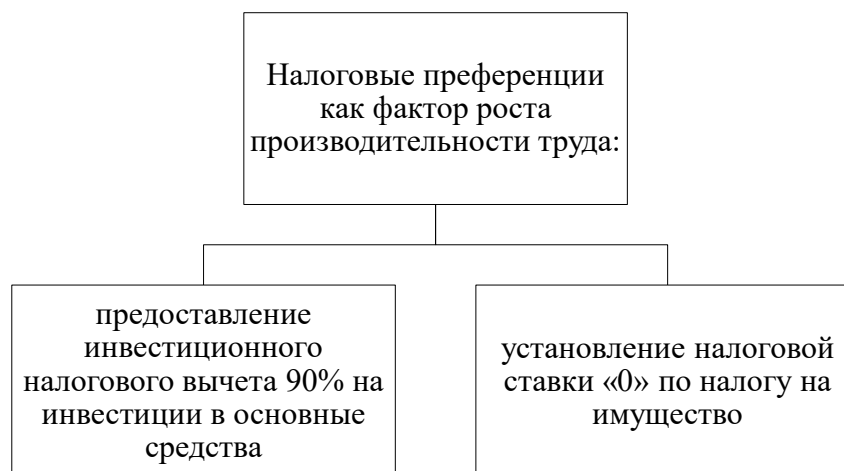 Налоговые преференции
как фактор роста
производительности труда:
предоставление
инвестиционного
налогового вычета 90% на
инвестиции в основные
средства
установление налоговой
ставки «0» по налогу на
имущество